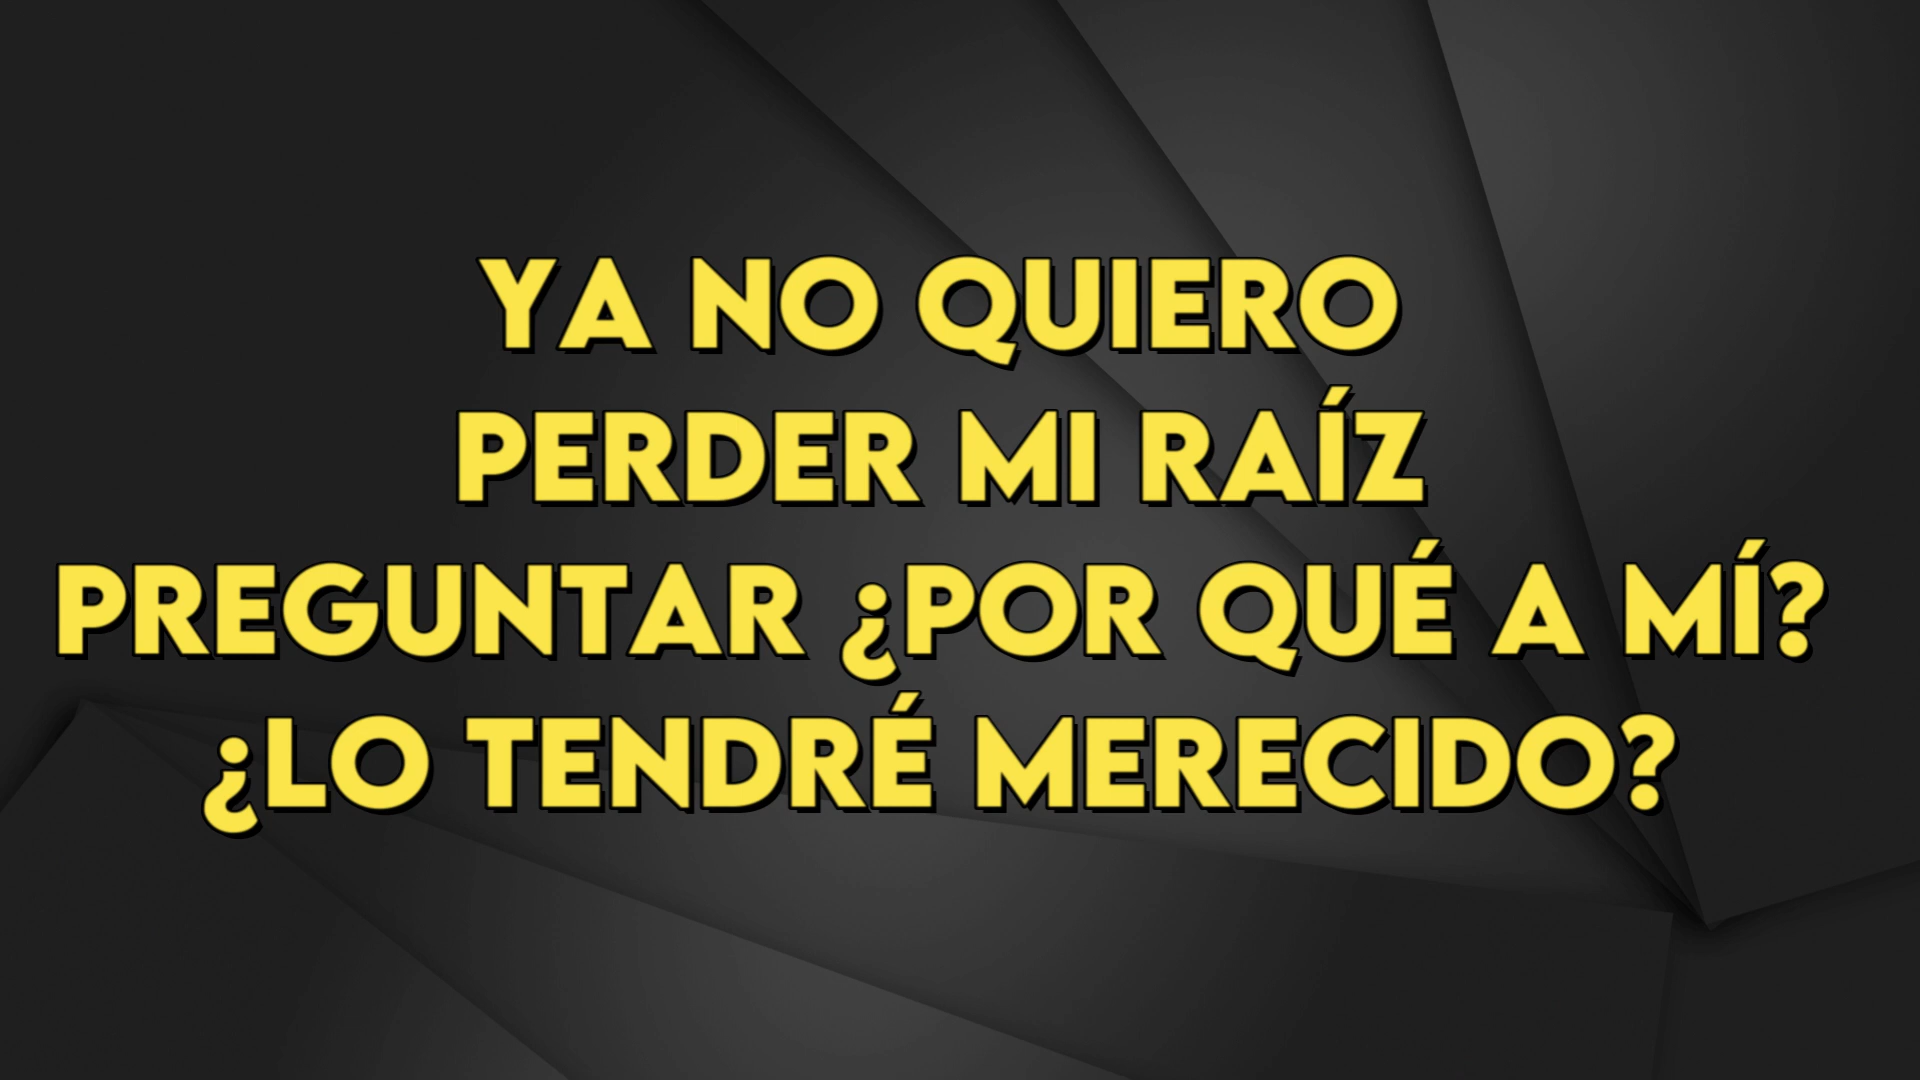 YA NO QUIERO
PERDER MI RAÍZ
PREGUNTAR ¿POR QUÉ A MÍ?
¿LO TENDRÉ MERECIDO?